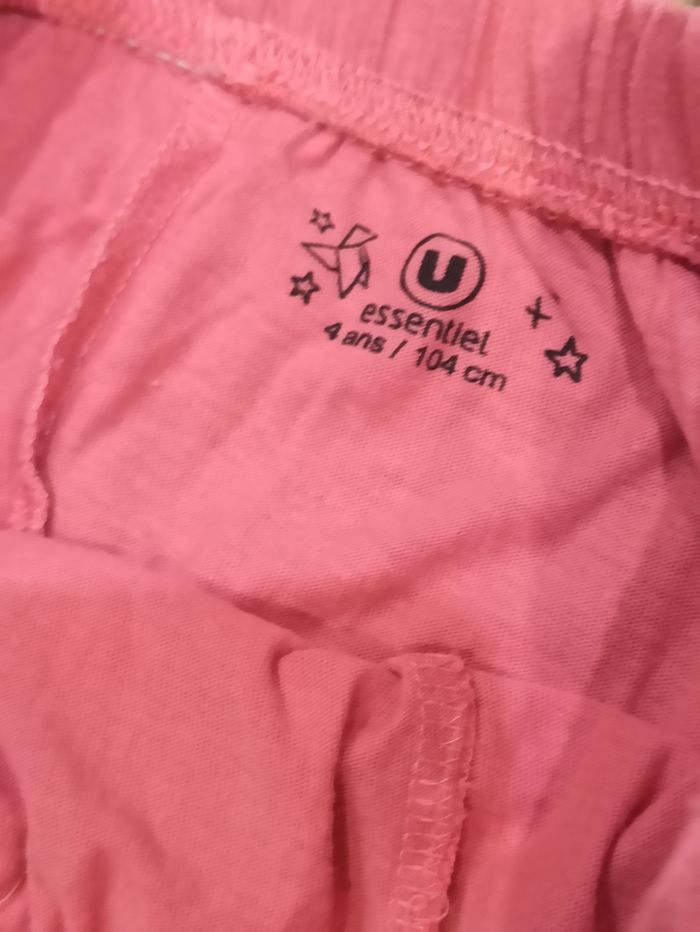 U
essentiel
4 ans / 104 cm